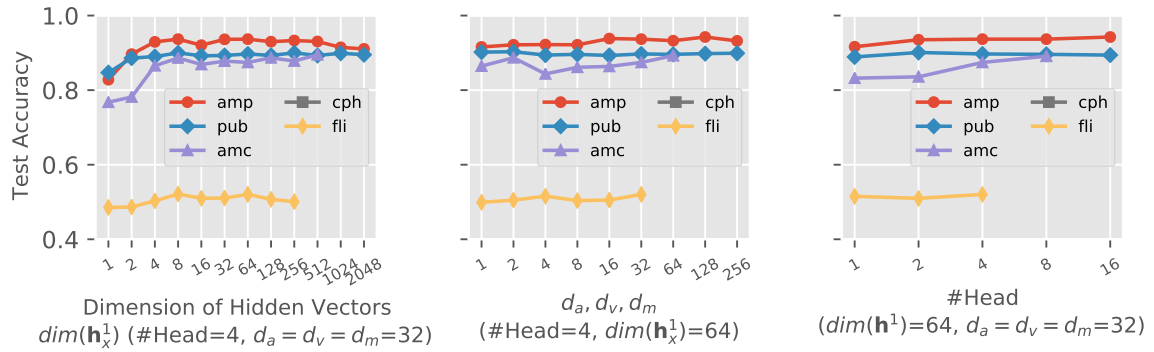 1.0
0.8
0.6
0.4
Test Accuracy
amp cph
pub fli
amc
1 2 4 8 16 32 64 128 256 512 1024 2048
Dimension of Hidden Vectors
dim(h¹ₓ) (#Head=4, dₐ = dᵥ = dₘ=32)
amp cph
pub fli
amc
1 2 4 8 16 32 64 128 256
dₐ, dᵥ, dₘ
(#Head=4, dim(h¹ₓ)=64)
amp cph
pub fli
amc
1 2 4 8 16
#Head
(dim(h¹)=64, dₐ = dᵥ = dₘ=32)